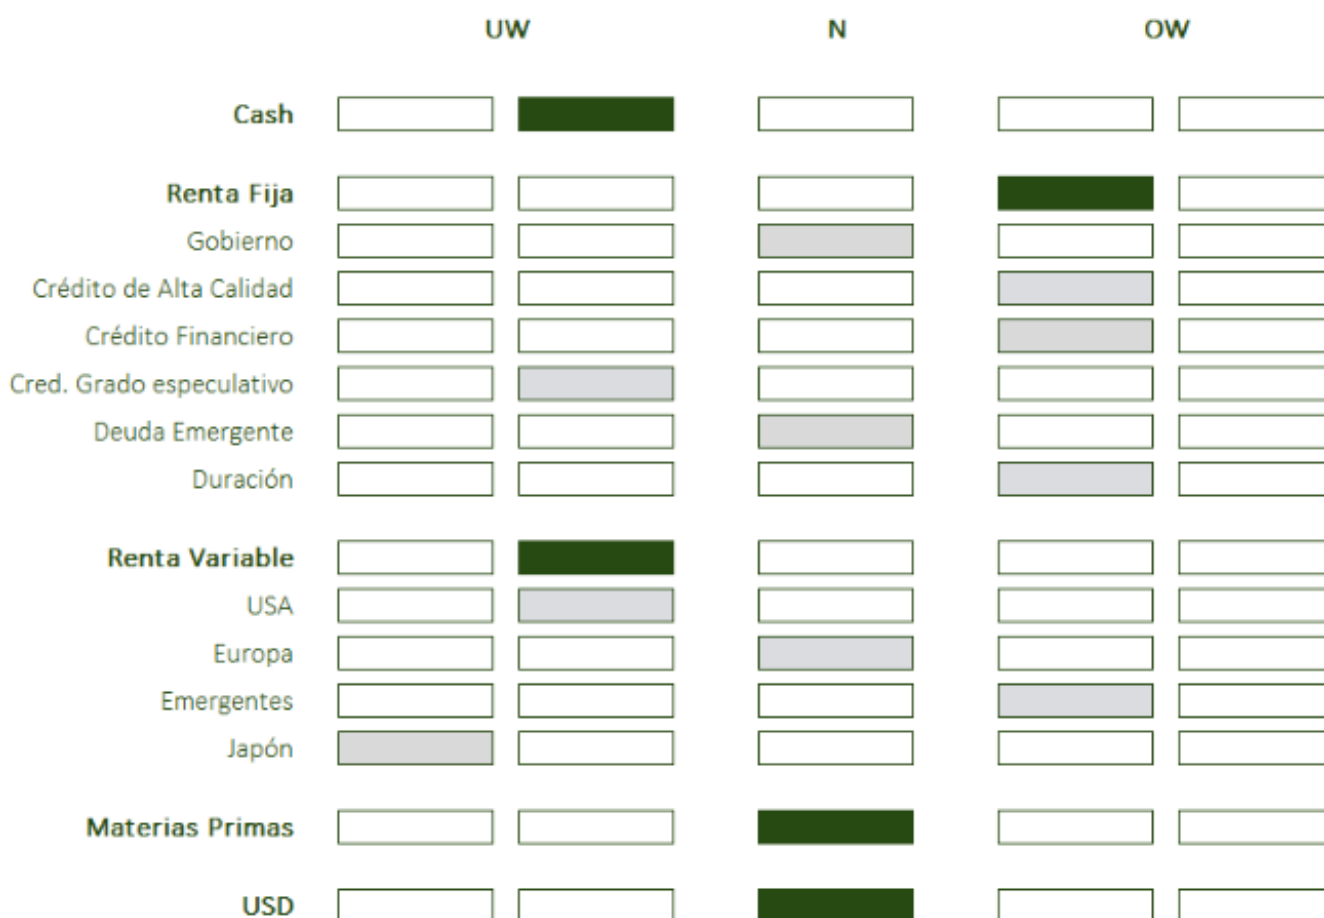 UW N OW
Cash
Renta Fija
Gobierno
Crédito de Alta Calidad
Crédito Financiero
Cred. Grado especulativo
Deuda Emergente
Duración
Renta Variable
USA
Europa
Emergentes
Japón
Materias Primas
USD